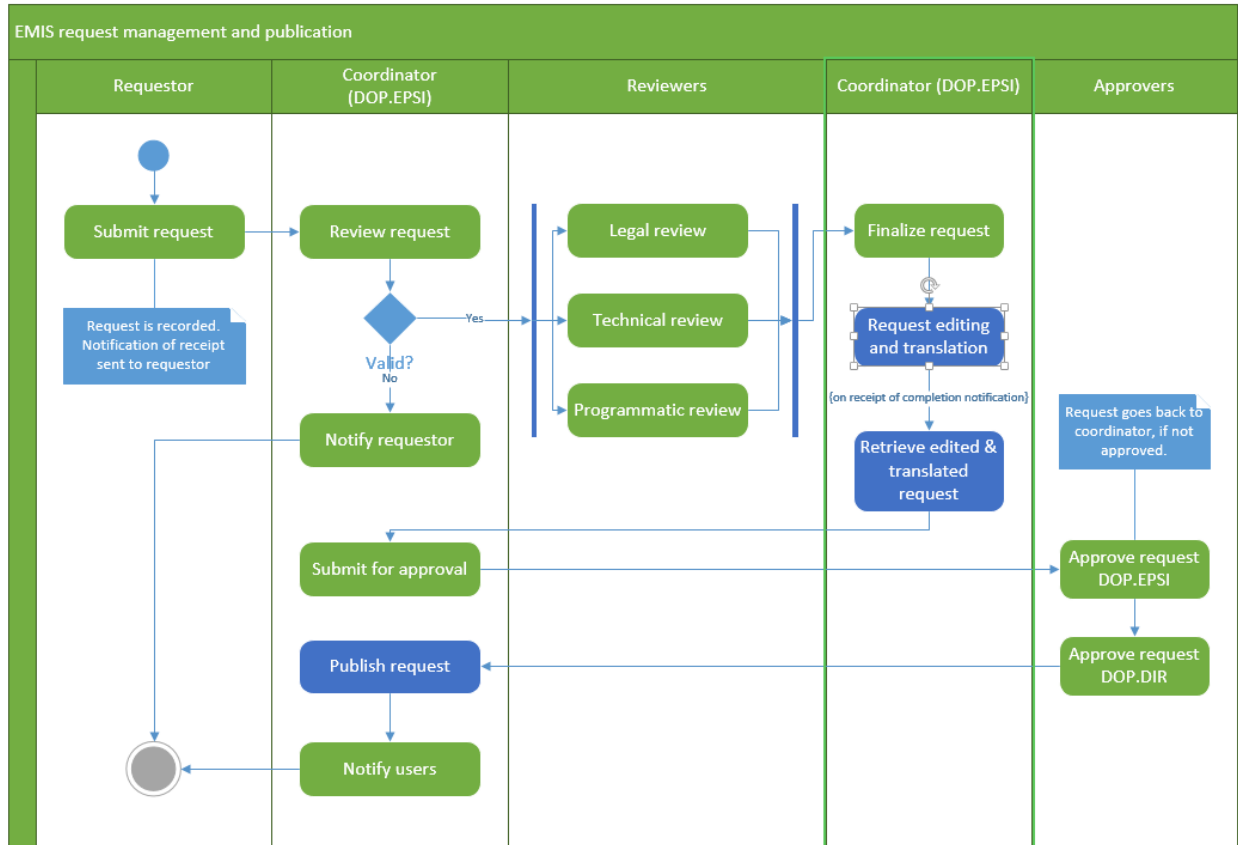 EMIS request management and publication
Requestor
Coordinator
(DOP.EPSI)
Reviewers
Coordinator (DOP.EPSI)
Approvers
Submit request
Review request
Legal review
Finalize request
Request is recorded.
Notification of receipt
sent to requestor
Yes
Technical review
Request editing
and translation
Valid?
No
{on receipt of completion notification}
Programmatic review
Request goes back to
coordinator, if not
approved.
Notify requestor
Retrieve edited &
translated
request
Submit for approval
Approve request
DOP.EPSI
Publish request
Approve request
DOP.DIR
Notify users